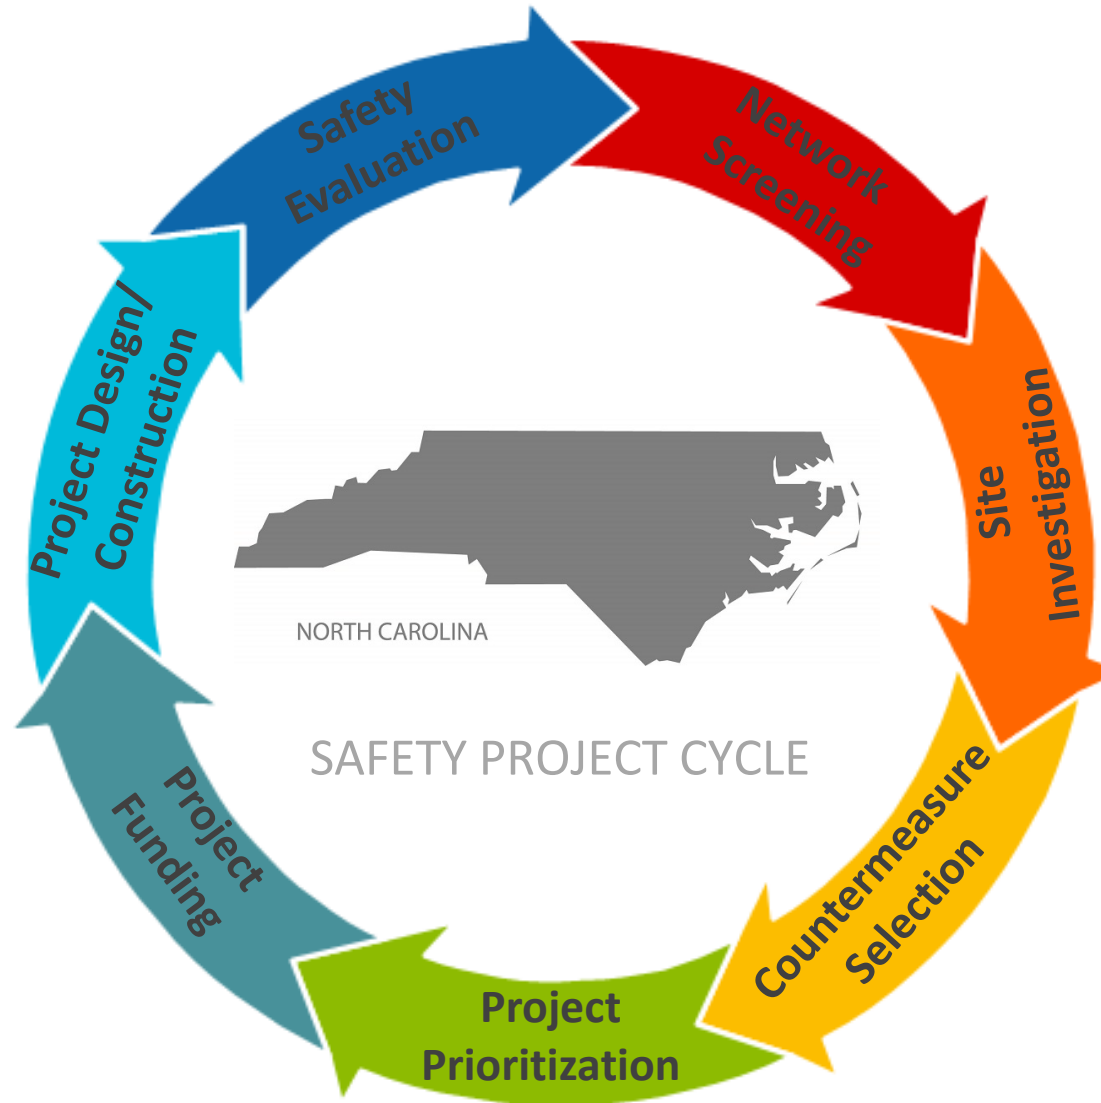 Safety
Evaluation
Network
Screening
Site
Investigation
Countermeasure
Selection
Project
Prioritization
Project
Funding
Project Design/
Construction
NORTH CAROLINA
SAFETY PROJECT CYCLE